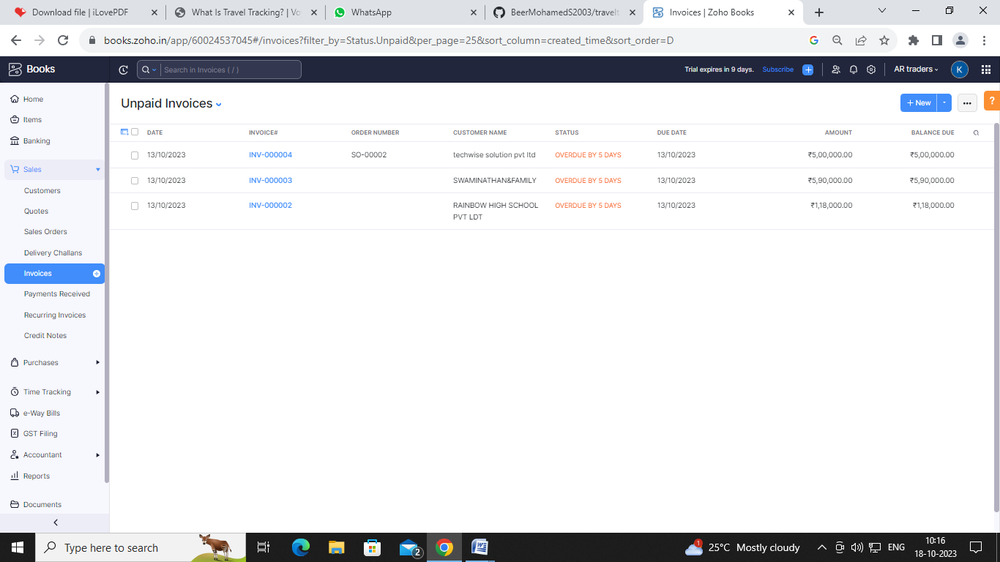 Download file | iLovePDF
What Is Travel Tracking? | Vo
WhatsApp
BeerMohamedS2003/travelt
Invoices | Zoho Books
books.zoho.in/app/60024537045#/invoices?filter_by=Status.Unpaid&per_page=25&sort_column=created_time&sort_order=D
Books
Search in Invoices ( / )
Trial expires in 9 days. Subscribe
AR traders
K
Home
Items
Banking
Sales
Customers
Quotes
Sales Orders
Delivery Challans
Invoices
Payments Received
Recurring Invoices
Credit Notes
Purchases
Time Tracking
e-Way Bills
GST Filing
Accountant
Reports
Documents
Unpaid Invoices
+ New
?
DATE INVOICE# ORDER NUMBER CUSTOMER NAME STATUS DUE DATE AMOUNT BALANCE DUE
13/10/2023 INV-000004 SO-00002 techwise solution pvt ltd OVERDUE BY 5 DAYS 13/10/2023 ₹5,00,000.00 ₹5,00,000.00
13/10/2023 INV-000003 SWAMINATHAN&FAMILY OVERDUE BY 5 DAYS 13/10/2023 ₹5,90,000.00 ₹5,90,000.00
13/10/2023 INV-000002 RAINBOW HIGH SCHOOL OVERDUE BY 5 DAYS 13/10/2023 ₹1,18,000.00 ₹1,18,000.00
PVT LDT
Type here to search
2
1
25°C Mostly cloudy
ENG
10:16
18-10-2023